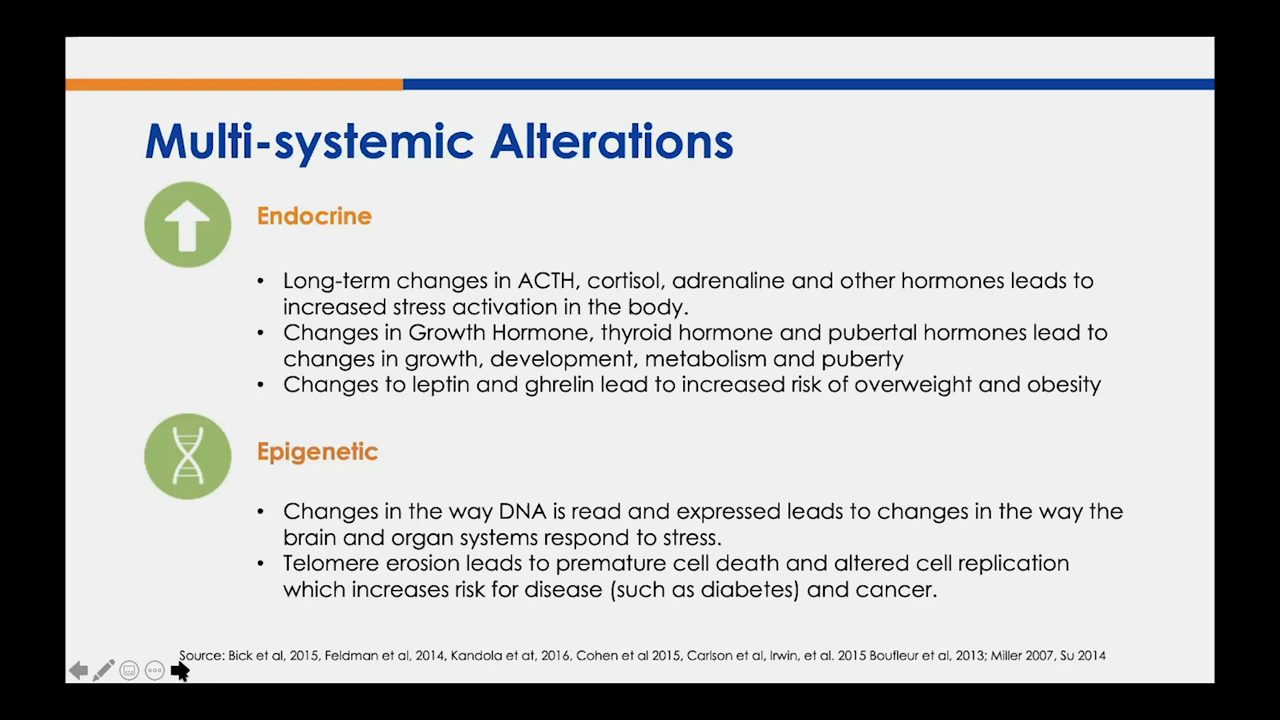 Multi-systemic Alterations
Endocrine
• Long-term changes in ACTH, cortisol, adrenaline and other hormones leads to
increased stress activation in the body.
• Changes in Growth Hormone, thyroid hormone and pubertal hormones lead to
changes in growth, development, metabolism and puberty
• Changes to leptin and ghrelin lead to increased risk of overweight and obesity
Epigenetic
• Changes in the way DNA is read and expressed leads to changes in the way the
brain and organ systems respond to stress.
• Telomere erosion leads to premature cell death and altered cell replication
which increases risk for disease (such as diabetes) and cancer.
Source: Bick et al, 2015, Feldman et al, 2014, Kandola et at, 2016, Cohen et al 2015, Carlson et al, Irwin, et al. 2015 Boutleur et al, 2013; Miller 2007, Su 2014